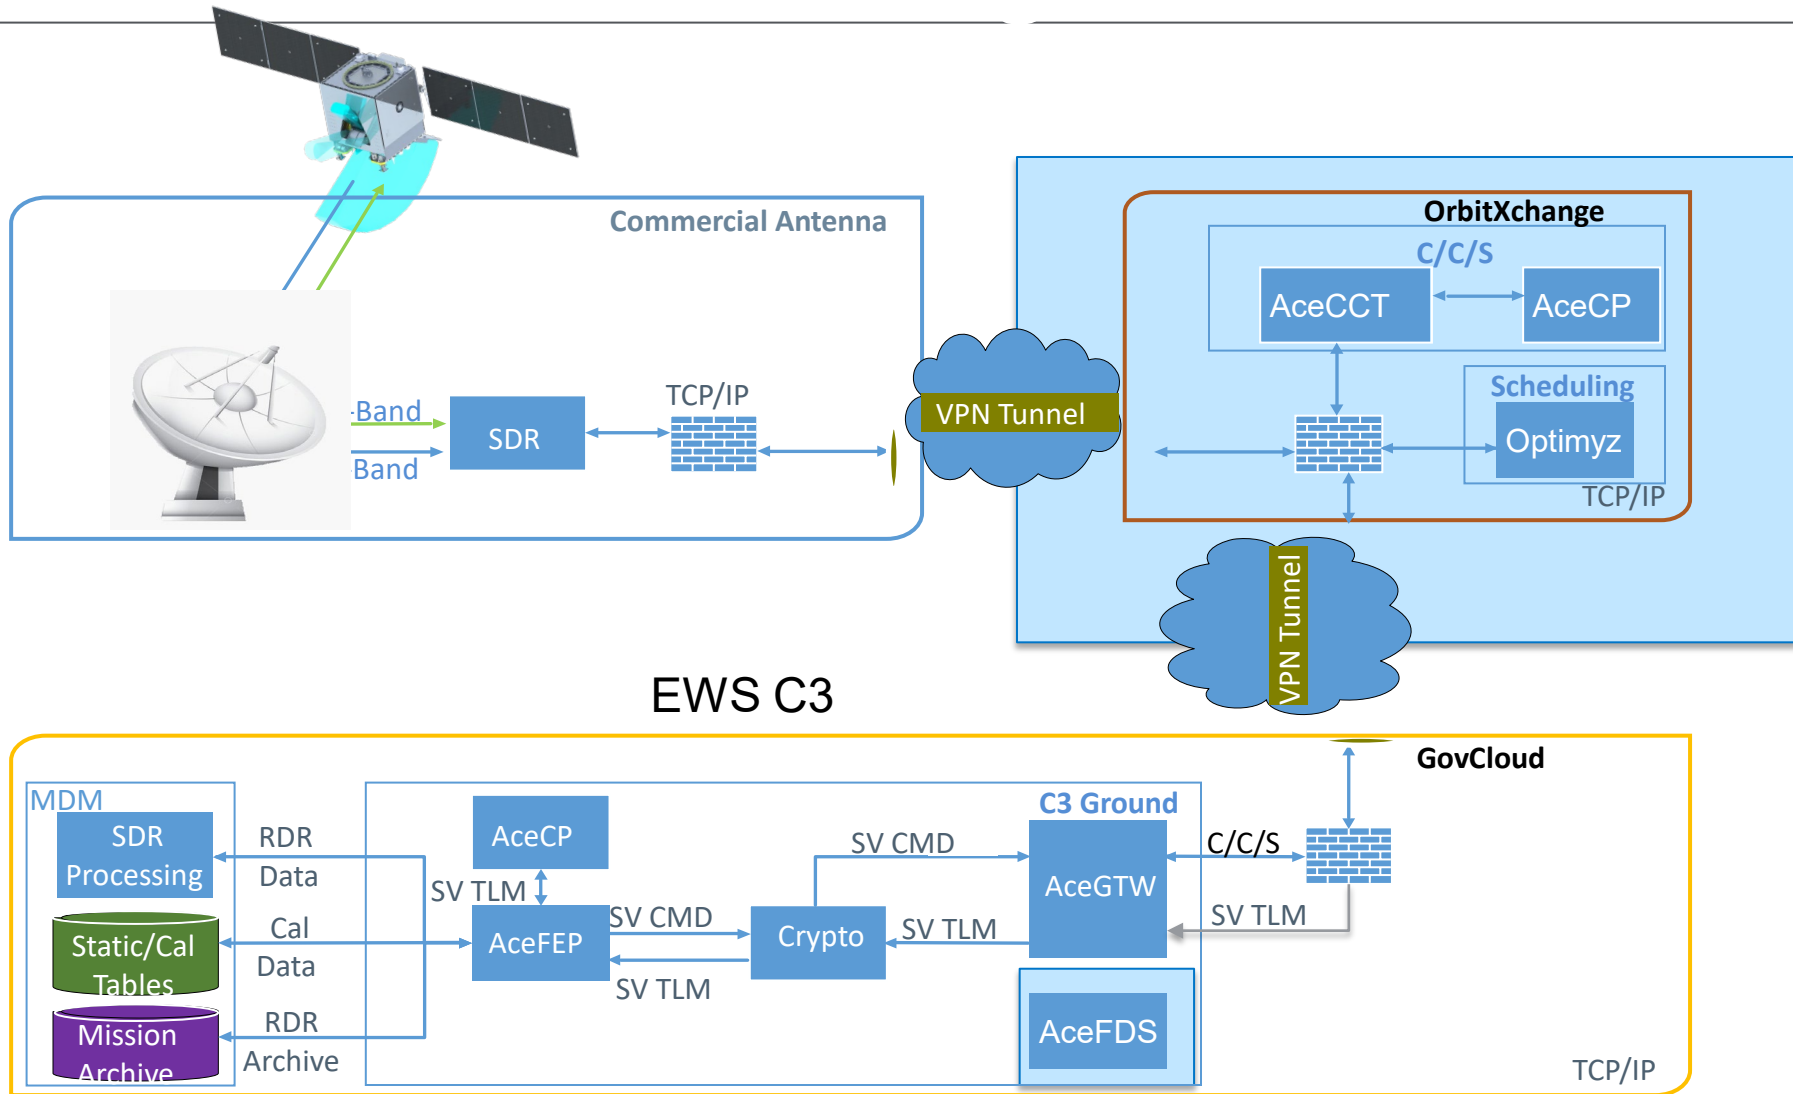 Commercial Antenna
OrbitXchange
C/C/S
AceCCT
AceCP
Scheduling
Optimyz
TCP/IP
TCP/IP
-Band
-Band
SDR
VPN Tunnel
VPN Tunnel
EWS C3
GovCloud
MDM
SDR
Processing
RDR
Data
Static/Cal
Tables
Cal
Data
Mission
Archive
RDR
Archive
C3 Ground
AceCP
SV TLM
AceFEP
SV CMD
SV TLM
Crypto
SV CMD
SV TLM
AceGTW
C/C/S
SV TLM
AceFDS
TCP/IP